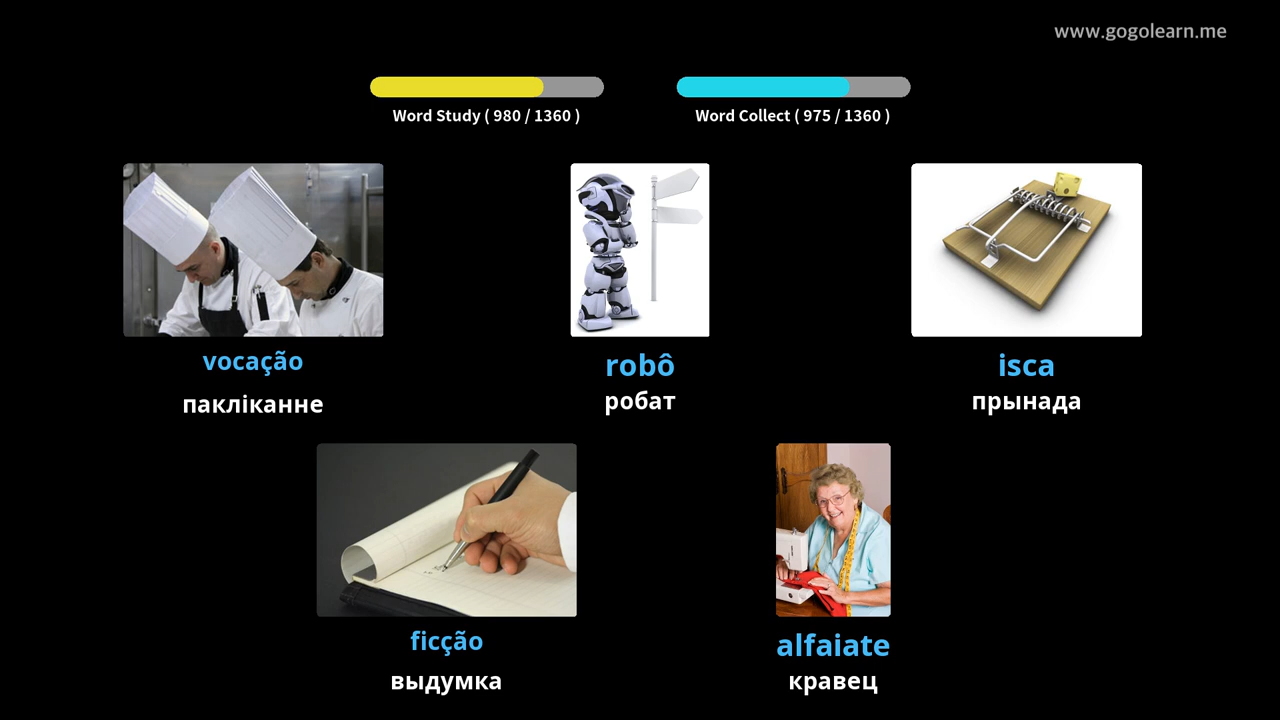 www.gogolearn.me
Word Study ( 980 / 1360 )
Word Collect ( 975 / 1360 )
vocação
robô
isca
пакліканне
робат
прынада
ficção
alfaiate
выдумка
кравец